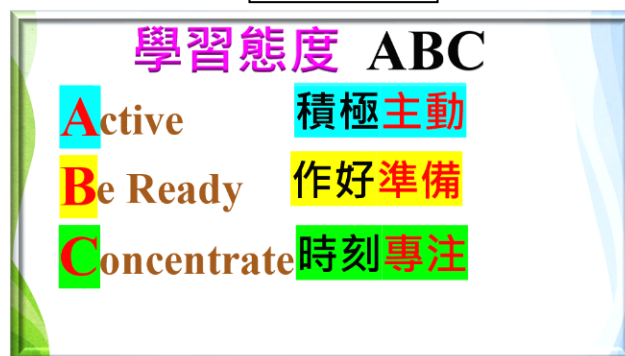 學習態度 ABC
Active 積極主動
Be Ready 作好準備
Concentrate 時刻專注